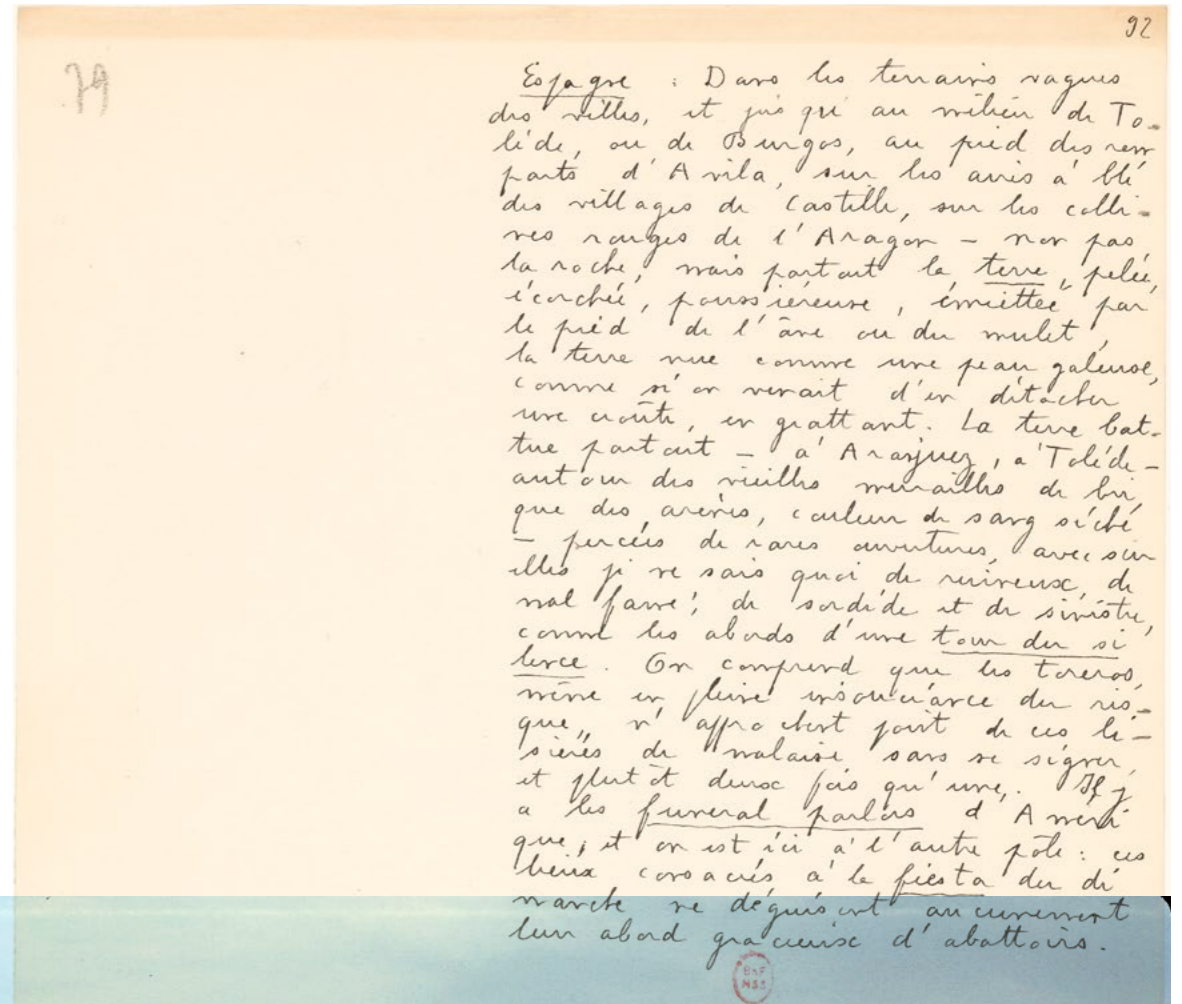 92
Espagne : Dans les terrains vagues
des villes, et jusqu'au milieu de To-
lède, ou de Burgos, au pied des rem
parts d'Avila, sur les aires à blé
des villages de Castille, sur les colli-
nes rouges de l'Aragon – non pas
la roche, mais partout la terre, pelée,
écorchée, poussiéreuse, émiettée par
le pied de l'âne ou du mulet,
la terre nue comme une peau galeuse,
comme si on venait d'en détacher
une croûte, en grattant. La terre bat-
tue partout – à Aranjuez, à Tolède –
autour des vieilles murailles de bri
que des arènes, couleur de sang séché
– percées de rares ouvertures, avec sur
elles je ne sais quoi de ruineux, de
mal famé, de sordide et de sinistre,
comme les abords d'une tour du si
lence. On comprend que les toreros,
même en pleine insouciance du ris-
que, n'approchent point de ces li-
sières de malaise sans se signer,
et plutôt deux fois qu'une. Il y
a les funeral parlors d'Améri
que, et on est ici à l'autre pôle : ces
lieux consacrés à la fiesta du di
manche ne déguisent aucunement
leur abord gracieux d'abattoirs.
BnF
MSS